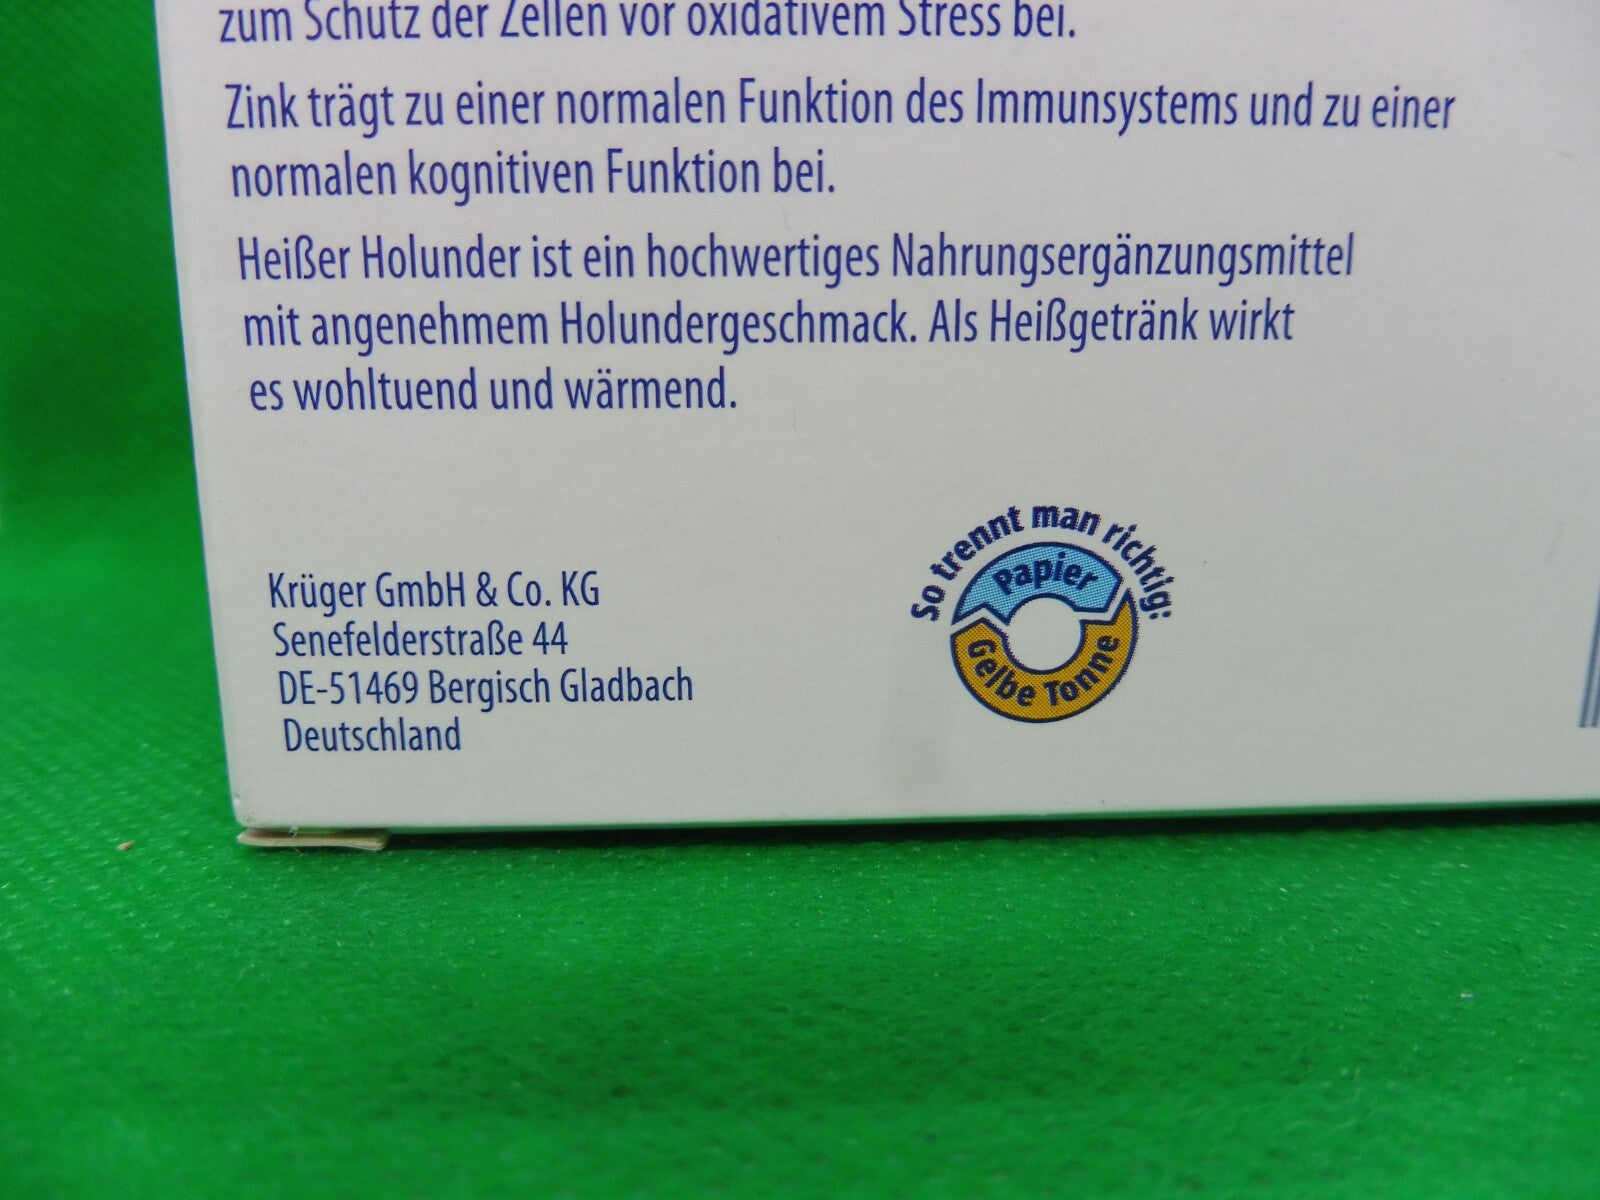 zum Schutz der Zellen vor oxidativem Stress bei.
Zink trägt zu einer normalen Funktion des Immunsystems und zu einer
normalen kognitiven Funktion bei.
Heißer Holunder ist ein hochwertiges Nahrungsergänzungsmittel
mit angenehmem Holundergeschmack. Als Heißgetränk wirkt
es wohltuend und wärmend.
Krüger GmbH & Co. KG
Senefelderstraße 44
DE-51469 Bergisch Gladbach
Deutschland
So trennt man richtig:
Papier
Gelbe Tonne